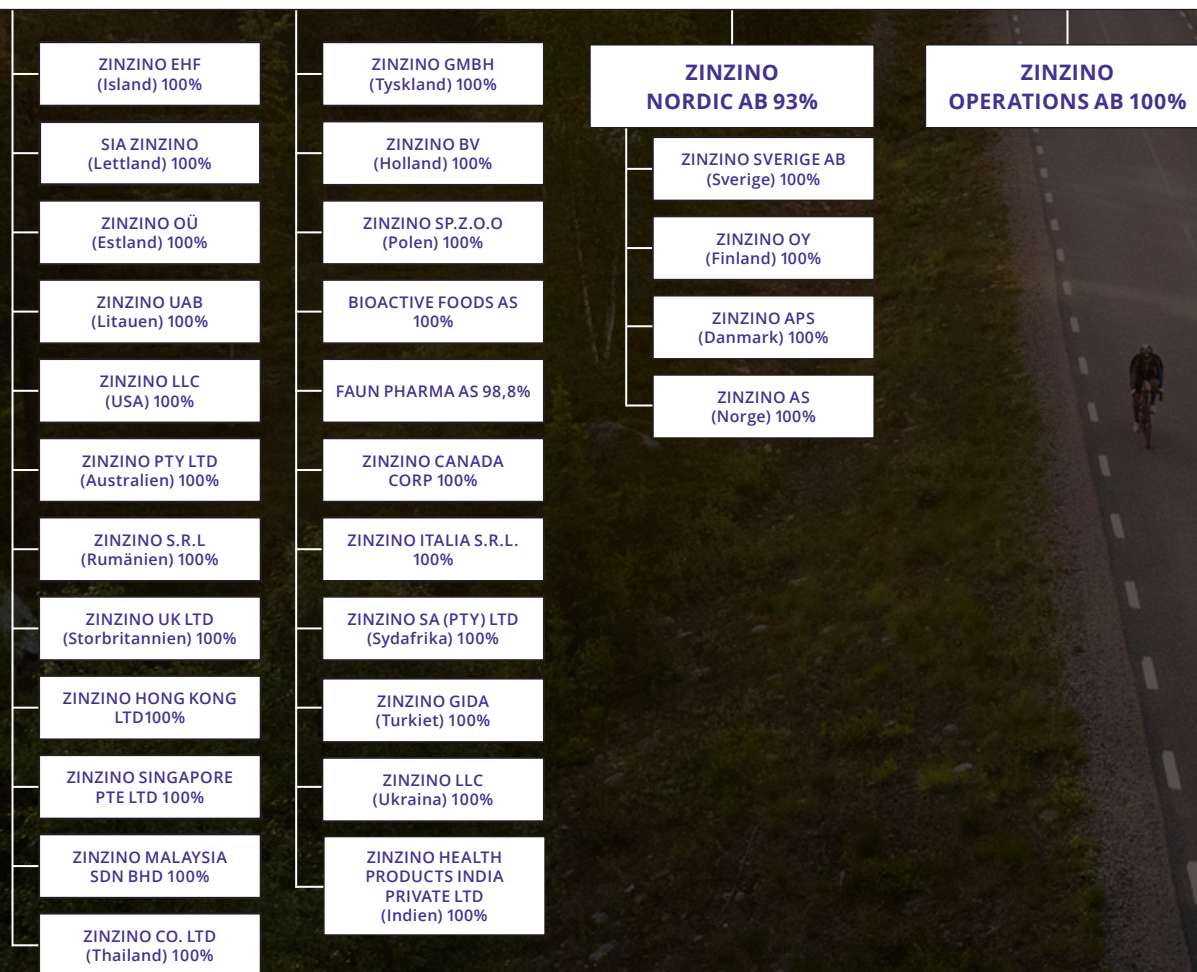 ZINZINO EHF
(Island) 100%
SIA ZINZINO
(Lettland) 100%
ZINZINO OÜ
(Estland) 100%
ZINZINO UAB
(Litauen) 100%
ZINZINO LLC
(USA) 100%
ZINZINO PTY LTD
(Australien) 100%
ZINZINO S.R.L
(Rumänien) 100%
ZINZINO UK LTD
(Storbritannien) 100%
ZINZINO HONG KONG
LTD100%
ZINZINO SINGAPORE
PTE LTD 100%
ZINZINO MALAYSIA
SDN BHD 100%
ZINZINO CO. LTD
(Thailand) 100%
ZINZINO GMBH
(Tyskland) 100%
ZINZINO BV
(Holland) 100%
ZINZINO SP.Z.O.O
(Polen) 100%
BIOACTIVE FOODS AS
100%
FAUN PHARMA AS 98,8%
ZINZINO CANADA
CORP 100%
ZINZINO ITALIA S.R.L.
100%
ZINZINO SA (PTY) LTD
(Sydafrika) 100%
ZINZINO GIDA
(Turkiet) 100%
ZINZINO LLC
(Ukraina) 100%
ZINZINO HEALTH
PRODUCTS INDIA
PRIVATE LTD
(Indien) 100%
ZINZINO
NORDIC AB 93%
ZINZINO SVERIGE AB
(Sverige) 100%
ZINZINO OY
(Finland) 100%
ZINZINO APS
(Danmark) 100%
ZINZINO AS
(Norge) 100%
ZINZINO
OPERATIONS AB 100%